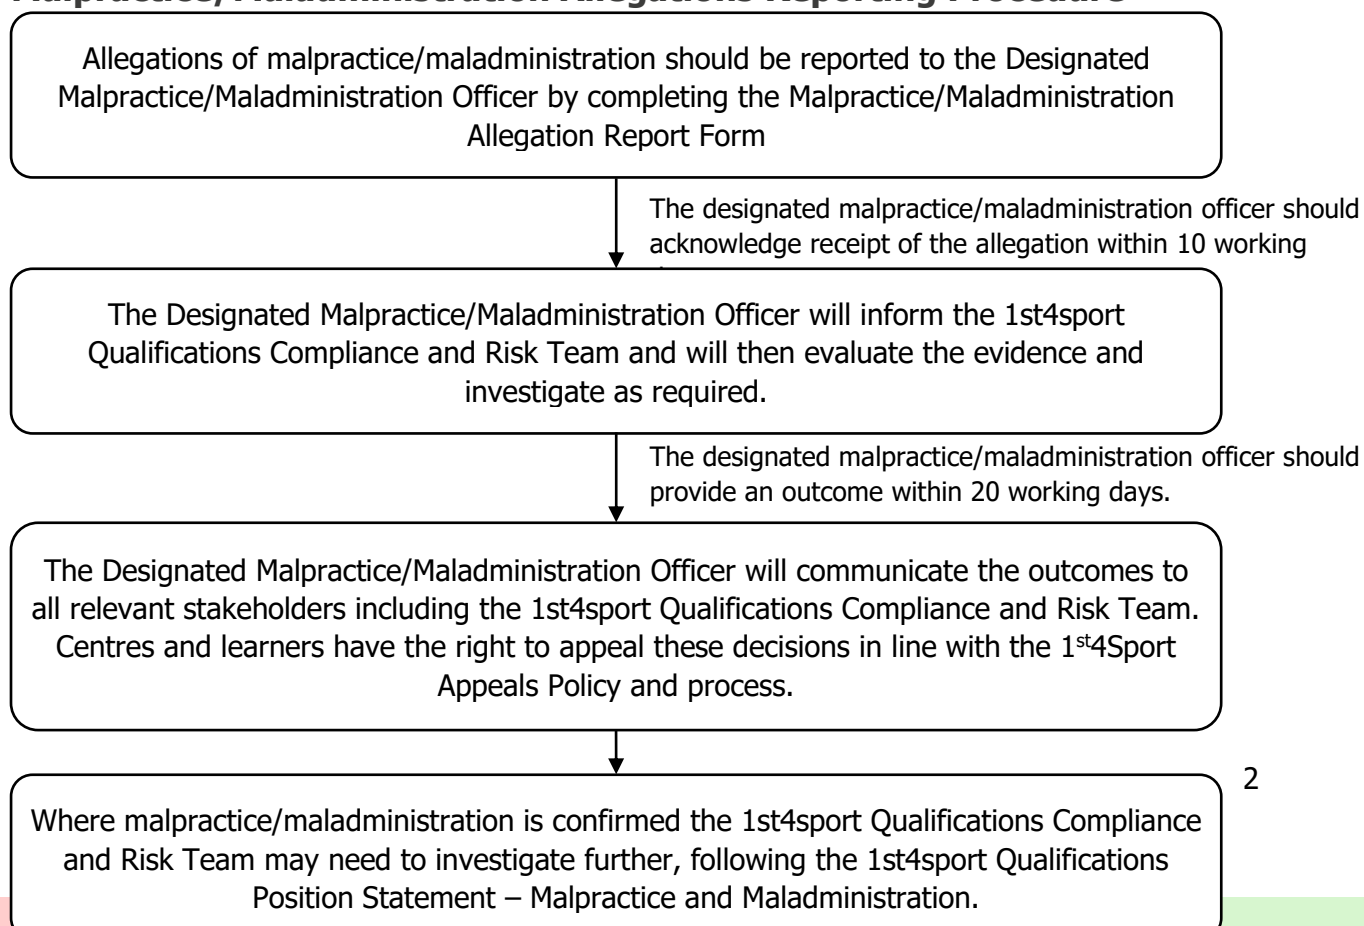 Malpractice/Maladministration Allegations Reporting Procedure
Allegations of malpractice/maladministration should be reported to the Designated
Malpractice/Maladministration Officer by completing the Malpractice/Maladministration
Allegation Report Form
The designated malpractice/maladministration officer should
acknowledge receipt of the allegation within 10 working
The Designated Malpractice/Maladministration Officer will inform the 1st4sport
Qualifications Compliance and Risk Team and will then evaluate the evidence and
investigate as required.
The designated malpractice/maladministration officer should
provide an outcome within 20 working days.
The Designated Malpractice/Maladministration Officer will communicate the outcomes to
all relevant stakeholders including the 1st4sport Qualifications Compliance and Risk Team.
Centres and learners have the right to appeal these decisions in line with the 1st4Sport
Appeals Policy and process.
2
Where malpractice/maladministration is confirmed the 1st4sport Qualifications Compliance
and Risk Team may need to investigate further, following the 1st4sport Qualifications
Position Statement – Malpractice and Maladministration.